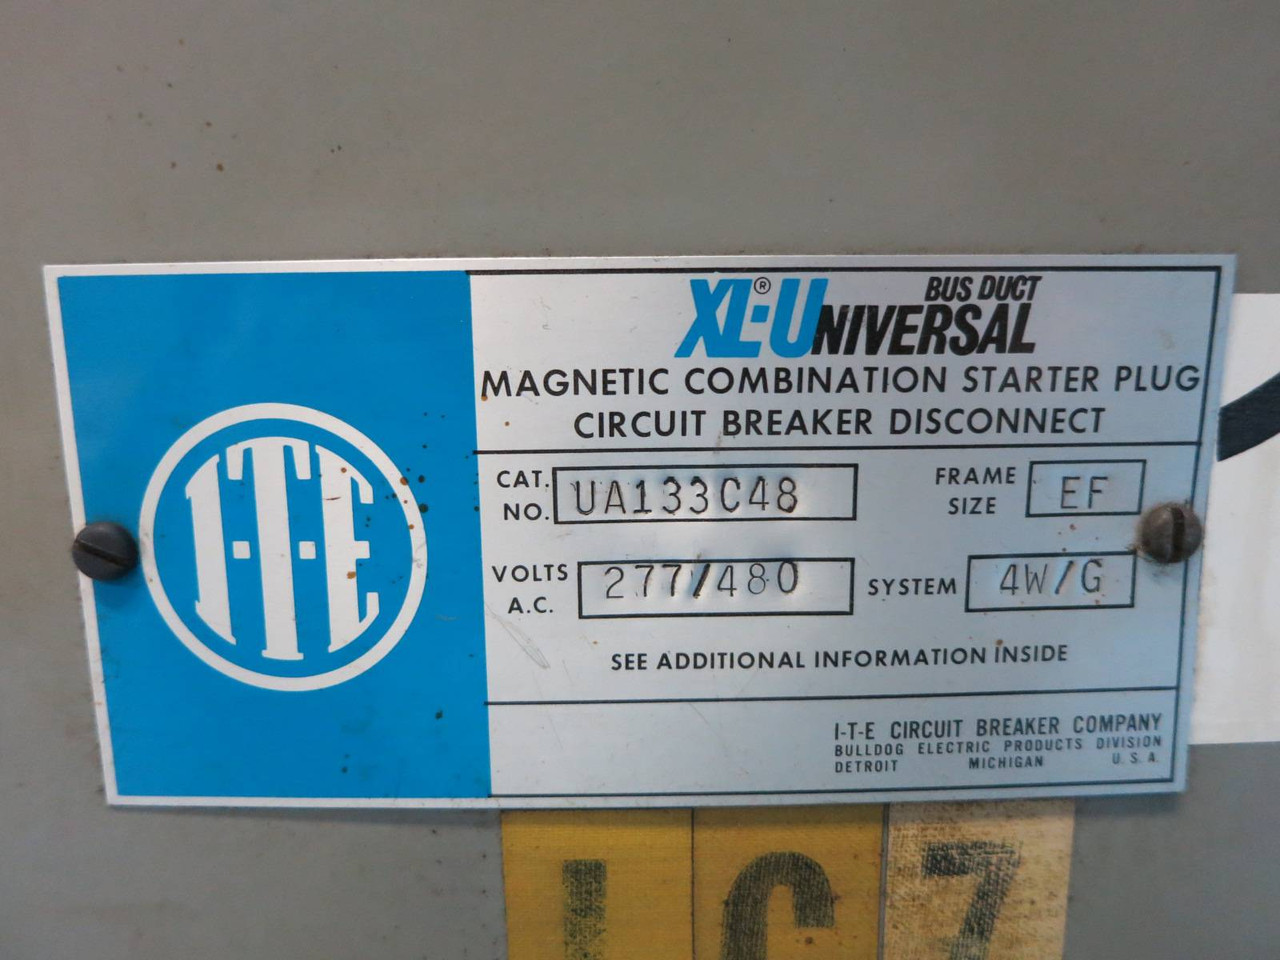 I-T-E
XL-UNIVERSAL® BUS DUCT
MAGNETIC COMBINATION STARTER PLUG
CIRCUIT BREAKER DISCONNECT
CAT. NO. UA133C48
FRAME SIZE EF
VOLTS A.C. 277/480
SYSTEM 4W/G
SEE ADDITIONAL INFORMATION INSIDE
I-T-E CIRCUIT BREAKER COMPANY
BULLDOG ELECTRIC PRODUCTS DIVISION
DETROIT MICHIGAN U.S.A.